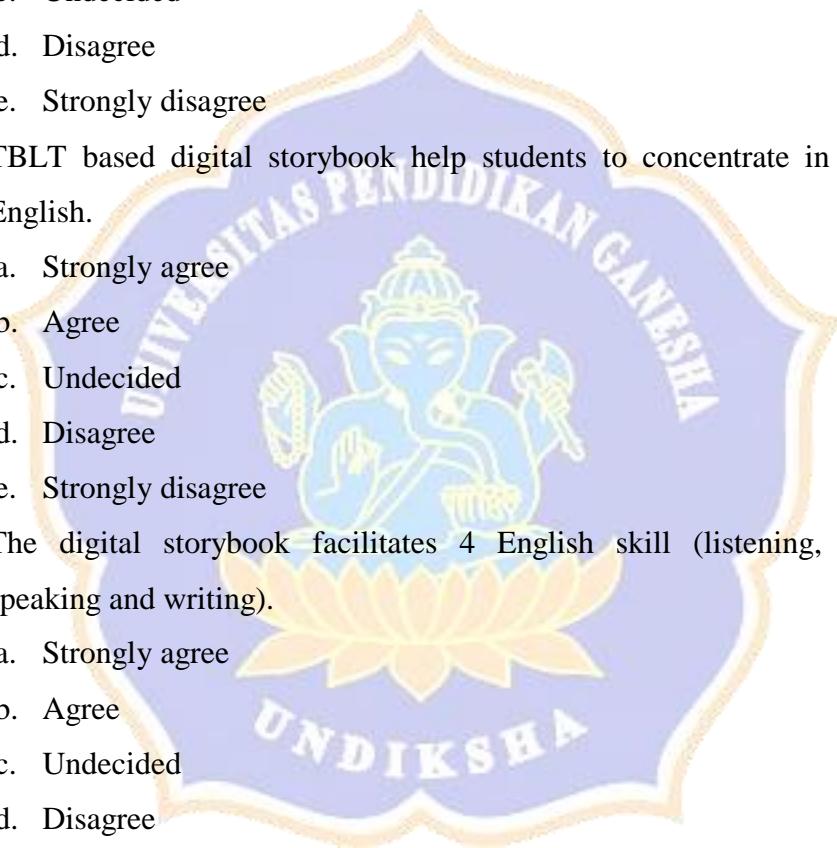 c. Undecided
d. Disagree
e. Strongly disagree
TBLT based digital storybook help students to concentrate in
English.
a. Strongly agree
b. Agree
c. Undecided
d. Disagree
e. Strongly disagree
The digital storybook facilitates 4 English skill (listening,
speaking and writing).
a. Strongly agree
b. Agree
c. Undecided
d. Disagree
UNIVERSITAS PENDIDIKAN GANESHA
UNDIKSHA